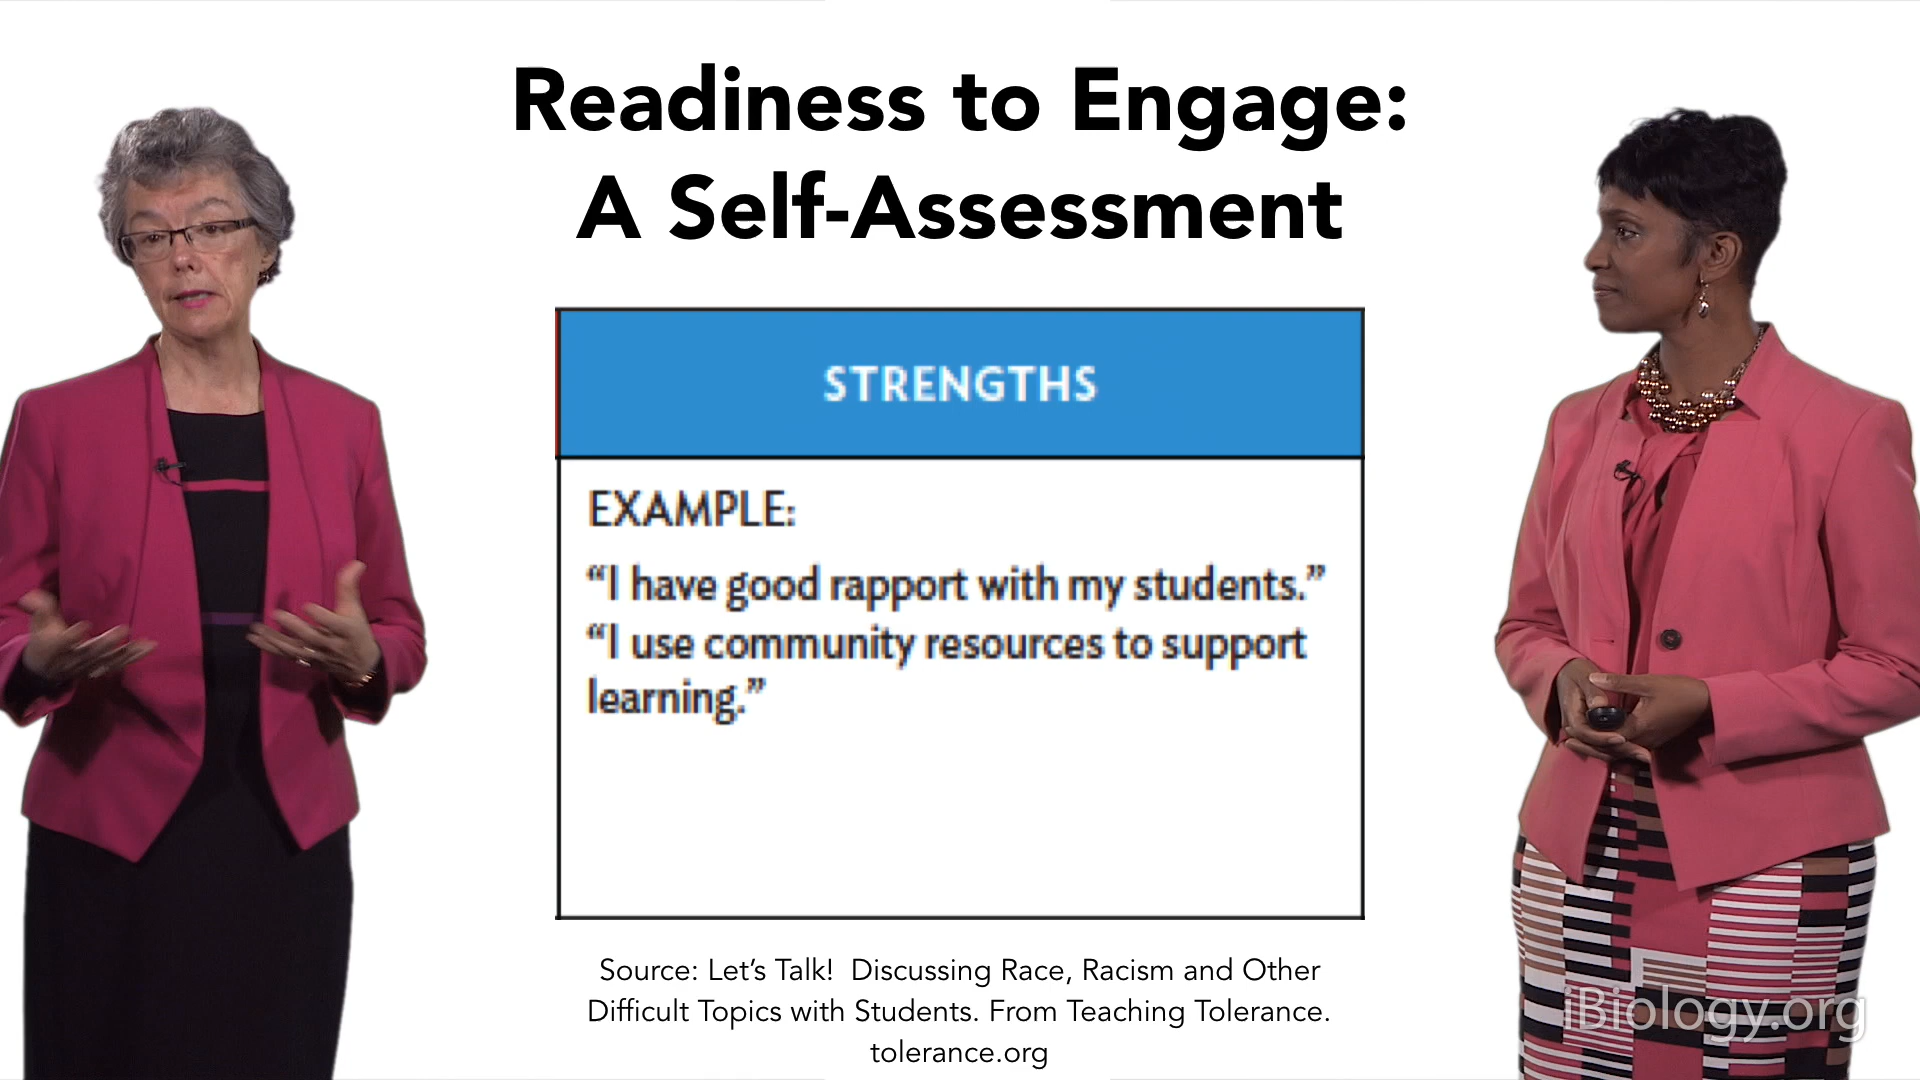 Readiness to Engage:
A Self-Assessment
STRENGTHS
EXAMPLE:
“I have good rapport with my students.”
“I use community resources to support
learning.”
Source: Let’s Talk!  Discussing Race, Racism and Other
Difficult Topics with Students. From Teaching Tolerance.
tolerance.org
iBiology.org